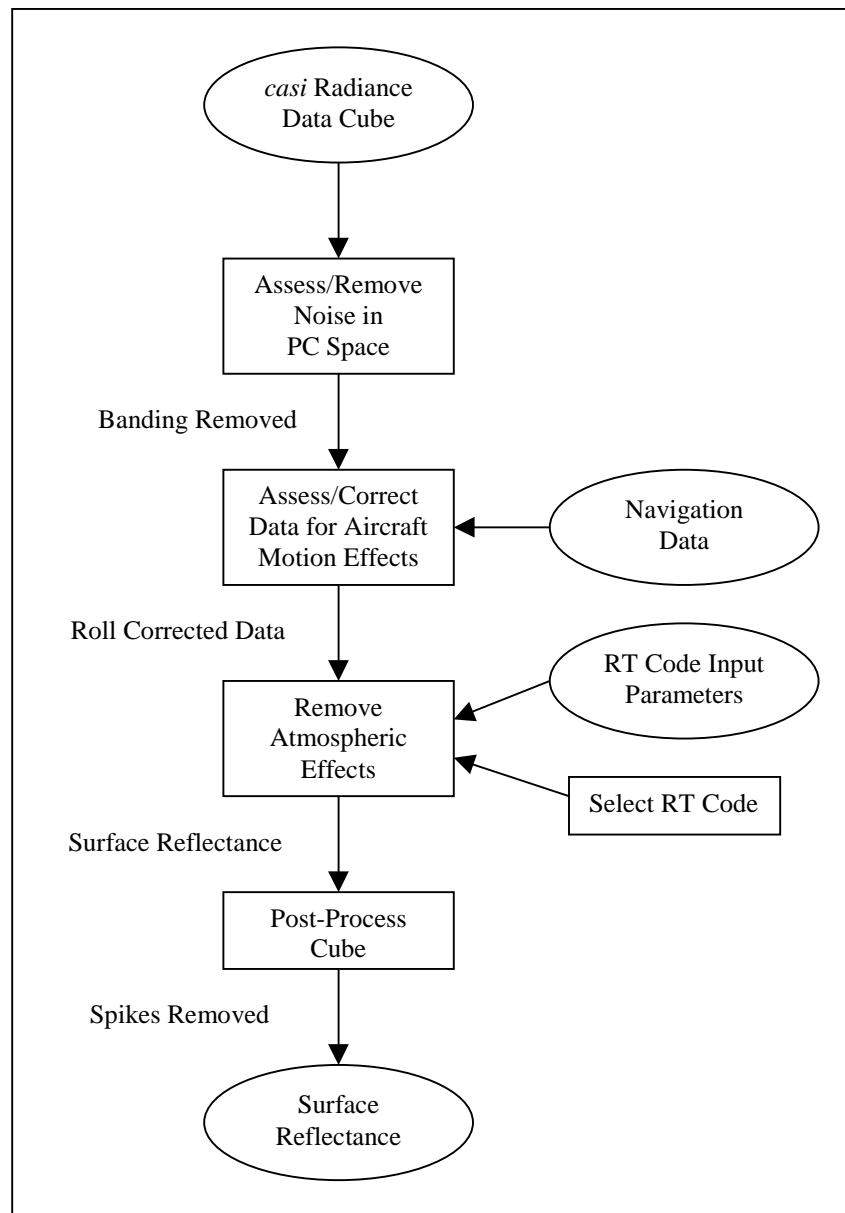 casi Radiance
Data Cube
Assess/Remove
Noise in
PC Space
Banding Removed
Assess/Correct
Data for Aircraft
Motion Effects
Navigation
Data
Roll Corrected Data
RT Code Input
Parameters
Remove
Atmospheric
Effects
Select RT Code
Surface Reflectance
Post-Process
Cube
Spikes Removed
Surface
Reflectance